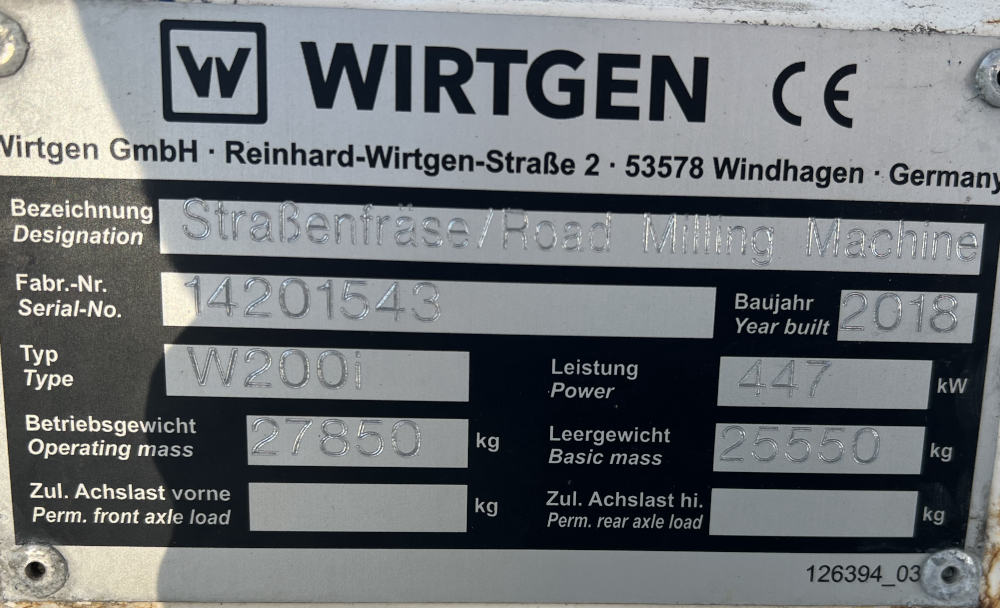 W WIRTGEN CE
Wirtgen GmbH · Reinhard-Wirtgen-Straße 2 · 53578 Windhagen · Germany
Bezeichnung
Designation
Straßenfräse/Road Milling Machine
Fabr.-Nr.
Serial-No.
14201543
Baujahr
Year built
2018
Typ
Type
W200i
Leistung
Power
447 kW
Betriebsgewicht
Operating mass
27850 kg
Leergewicht
Basic mass
25550 kg
Zul. Achslast vorne
Perm. front axle load
kg
Zul. Achslast hi.
Perm. rear axle load
kg
126394_03